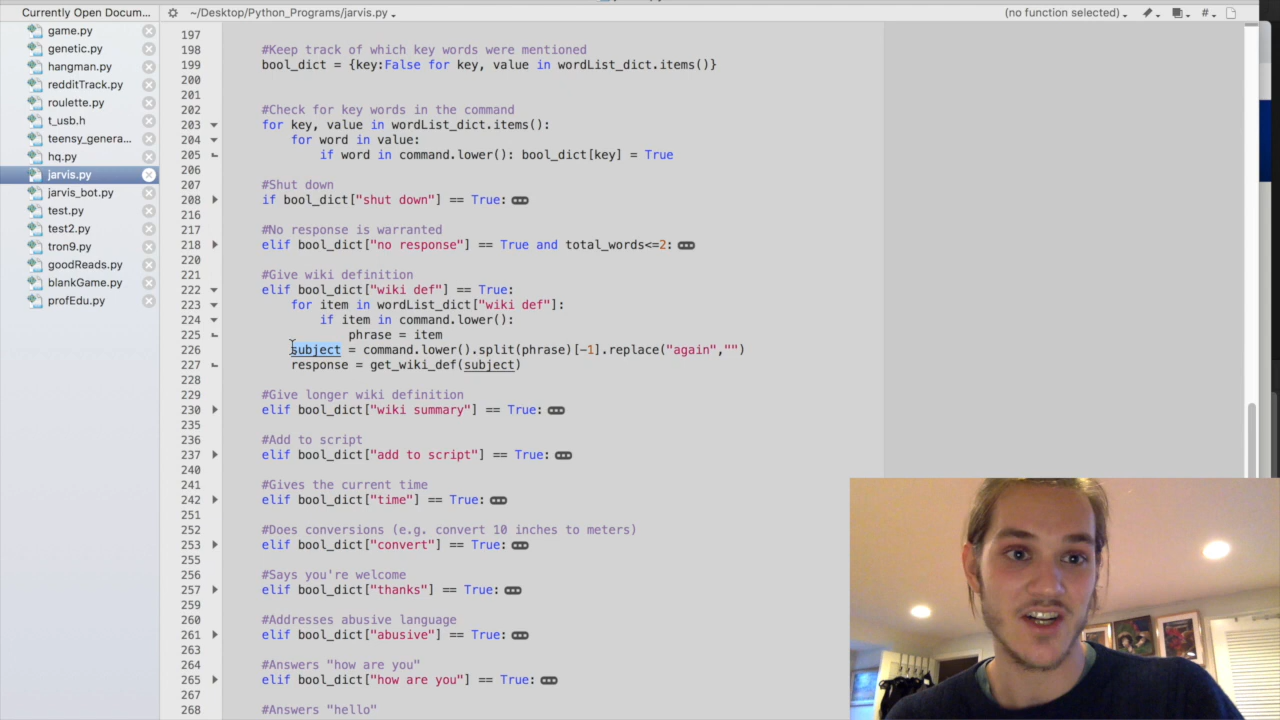 Currently Open Docum...
~/Desktop/Python_Programs/jarvis.py
(no function selected)
#
game.py
genetic.py
hangman.py
redditTrack.py
roulette.py
t_usb.h
teensy_genera...
hq.py
jarvis.py
jarvis_bot.py
test.py
test2.py
tron9.py
goodReads.py
blankGame.py
profEdu.py
197
198 #Keep track of which key words were mentioned
199 bool_dict = {key:False for key, value in wordList_dict.items()}
200
201
202 #Check for key words in the command
203 for key, value in wordList_dict.items():
204 for word in value:
205 if word in command.lower(): bool_dict[key] = True
206
207 #Shut down
208 if bool_dict["shut down"] == True:
216
217 #No response is warranted
218 elif bool_dict["no response"] == True and total_words<=2:
220
221 #Give wiki definition
222 elif bool_dict["wiki def"] == True:
223 for item in wordList_dict["wiki def"]:
224 if item in command.lower():
225 phrase = item
226 subject = command.lower().split(phrase)[-1].replace("again","")
227 response = get_wiki_def(subject)
228
229 #Give longer wiki definition
230 elif bool_dict["wiki summary"] == True:
235
236 #Add to script
237 elif bool_dict["add to script"] == True:
240
241 #Gives the current time
242 elif bool_dict["time"] == True:
251
252 #Does conversions (e.g. convert 10 inches to meters)
253 elif bool_dict["convert"] == True:
255
256 #Says you're welcome
257 elif bool_dict["thanks"] == True:
259
260 #Addresses abusive language
261 elif bool_dict["abusive"] == True:
263
264 #Answers "how are you"
265 elif bool_dict["how are you"] == True:
267
268 #Answers "hello"